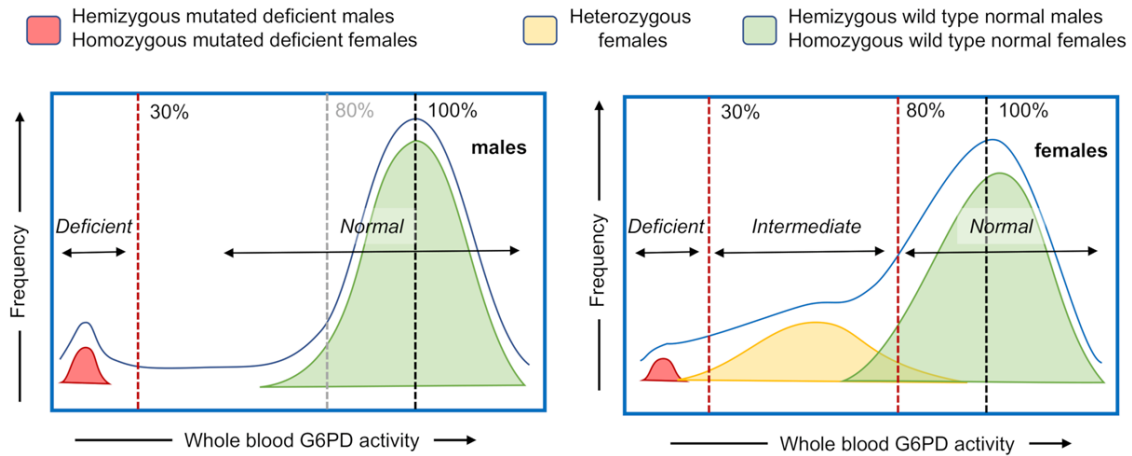 Hemizygous mutated deficient males
Homozygous mutated deficient females
Heterozygous
females
Hemizygous wild type normal males
Homozygous wild type normal females
30%
80%
100%
males
Deficient
Normal
Frequency
Whole blood G6PD activity
30%
80%
100%
females
Deficient
Intermediate
Normal
Frequency
Whole blood G6PD activity